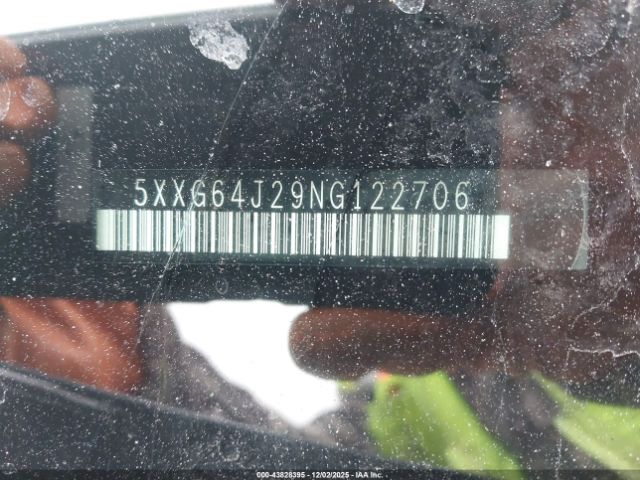 5XXG64J29NG122706
000-43828395 • 12/02/2025 • IAA Inc.